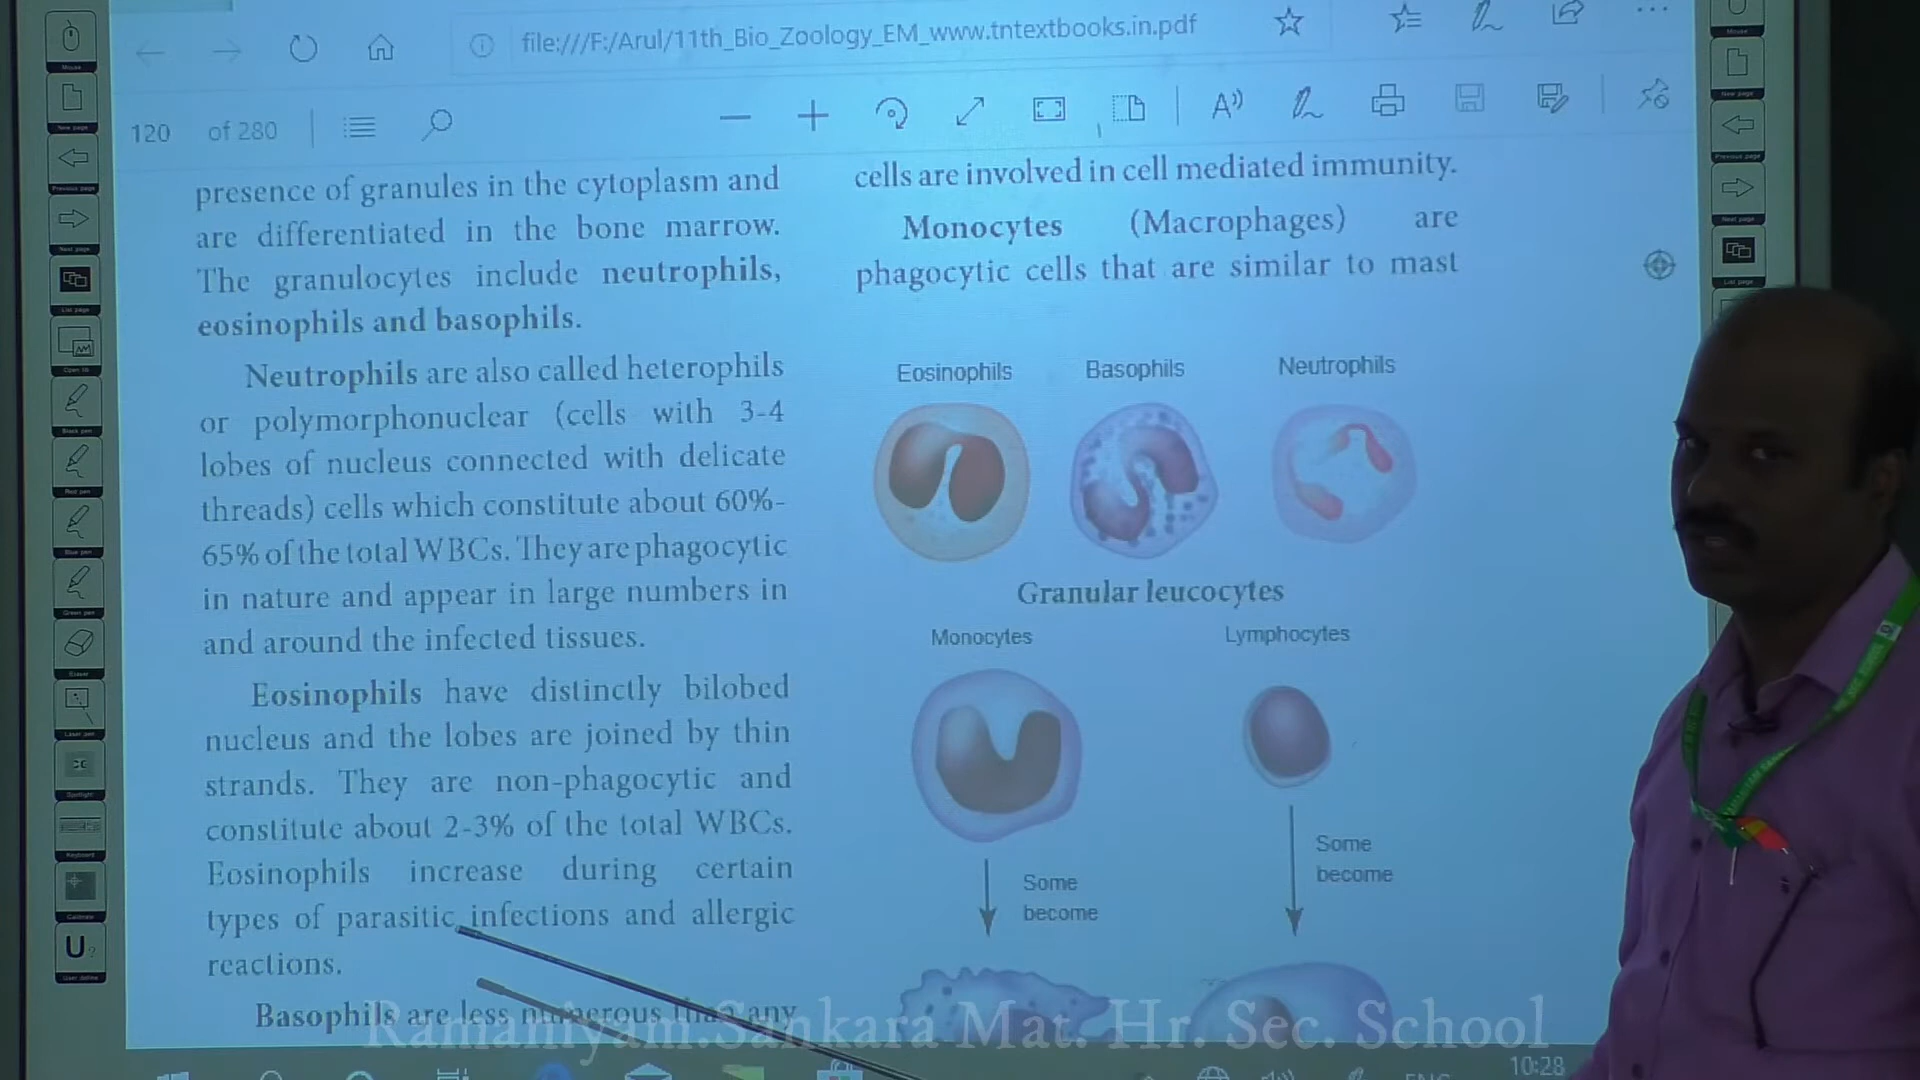 file:///F:/Arul/11th_Bio_Zoology_EM_www.tntextbooks.in.pdf
120 of 280
presence of granules in the cytoplasm and
are differentiated in the bone marrow.
The granulocytes include neutrophils,
eosinophils and basophils.
Neutrophils are also called heterophils
or polymorphonuclear (cells with 3-4
lobes of nucleus connected with delicate
threads) cells which constitute about 60%-
65% of the total WBCs. They are phagocytic
in nature and appear in large numbers in
and around the infected tissues.
Eosinophils have distinctly bilobed
nucleus and the lobes are joined by thin
strands. They are non-phagocytic and
constitute about 2-3% of the total WBCs.
Eosinophils increase during certain
types of parasitic infections and allergic
reactions.
Basophils are less numerous than any
cells are involved in cell mediated immunity.
Monocytes (Macrophages) are
phagocytic cells that are similar to mast
Eosinophils Basophils Neutrophils
Granular leucocytes
Monocytes Lymphocytes
Some
become
Some
become
Ramaniyam.Sankara Mat. Hr. Sec. School
10:28